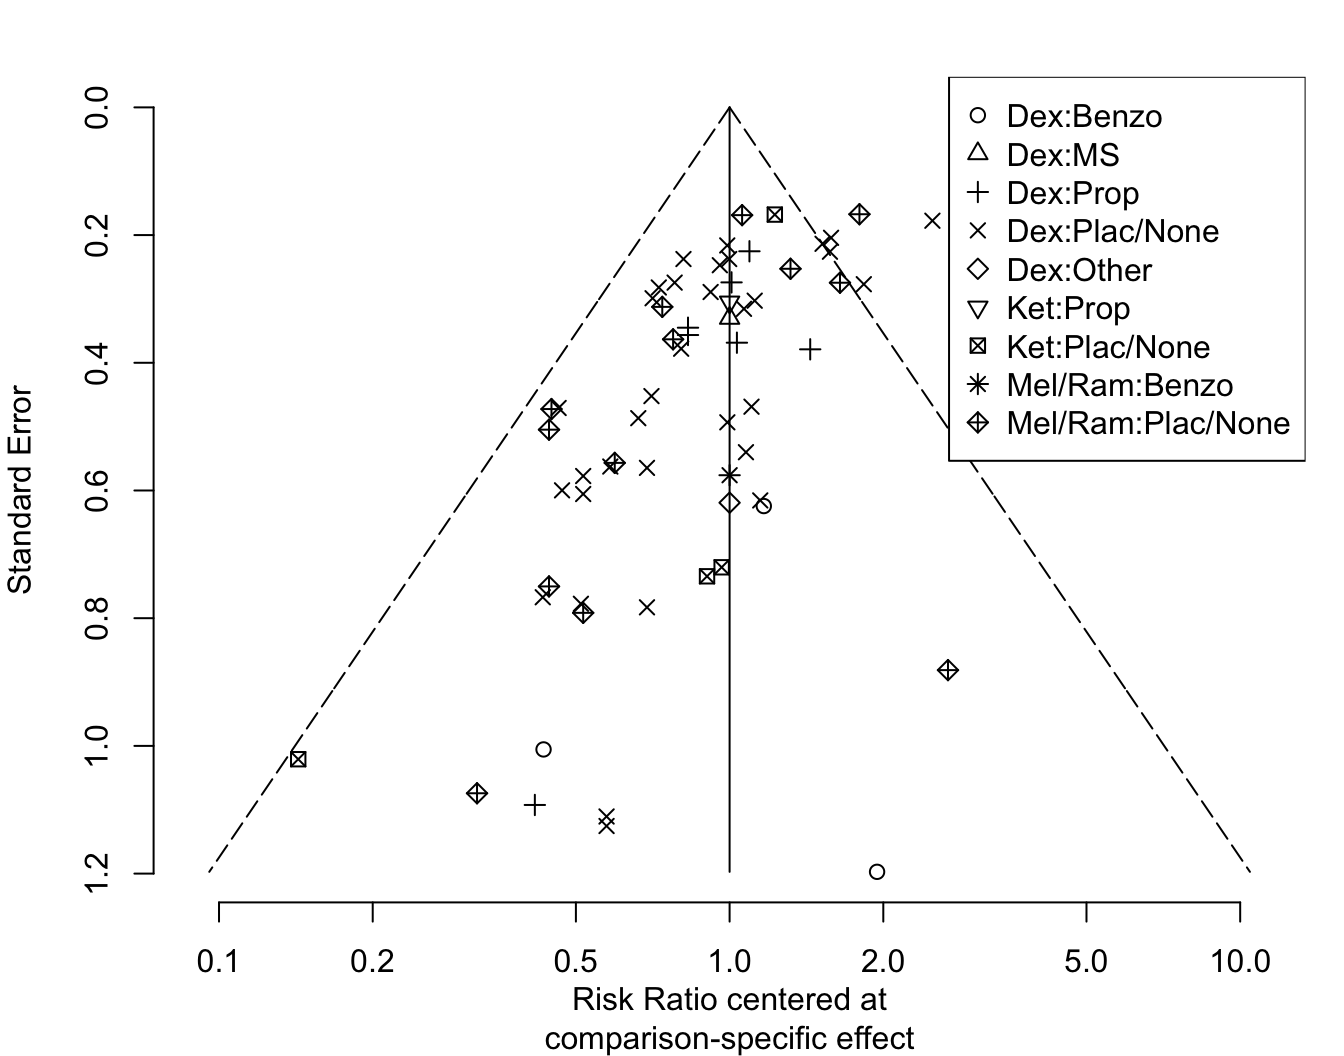 0.0
0.2
0.4
0.6
0.8
1.0
1.2
Standard Error
Dex:Benzo
Dex:MS
Dex:Prop
Dex:Plac/None
Dex:Other
Ket:Prop
Ket:Plac/None
Mel/Ram:Benzo
Mel/Ram:Plac/None
0.1 0.2 0.5 1.0 2.0 5.0 10.0
Risk Ratio centered at
comparison-specific effect